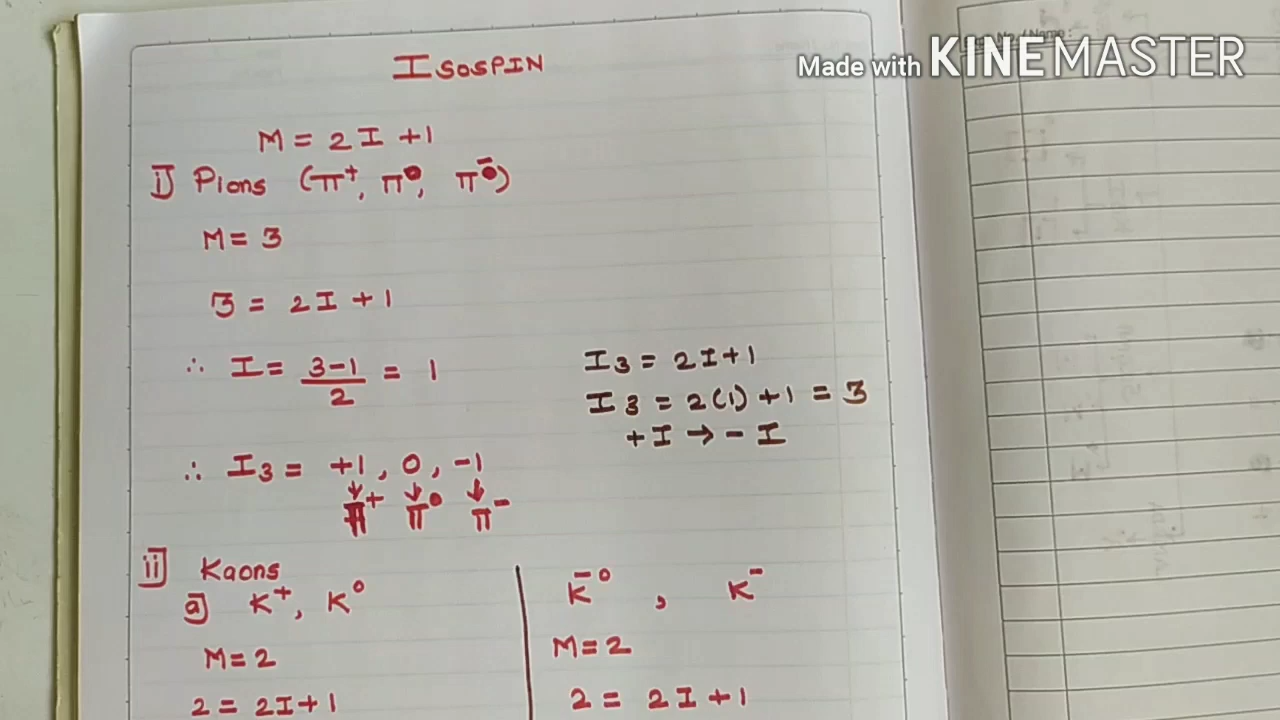 Made with KINEMASTER
ISOSPIN
M = 2I + 1
i] Pions (π⁺, π⁰, π⁻)
M = 3
3 = 2I + 1
∴ I = (3-1)/2 = 1
I₃ = 2I+1
I₃ = 2(1)+1 = 3
+I → - I
∴ I₃ = +1, 0, -1
↓ ↓ ↓
π⁺ π⁰ π⁻
ii] Kaons
a] K⁺, K⁰
M = 2
2 = 2I+1
K̄⁰, K⁻
M = 2
2 = 2I+1